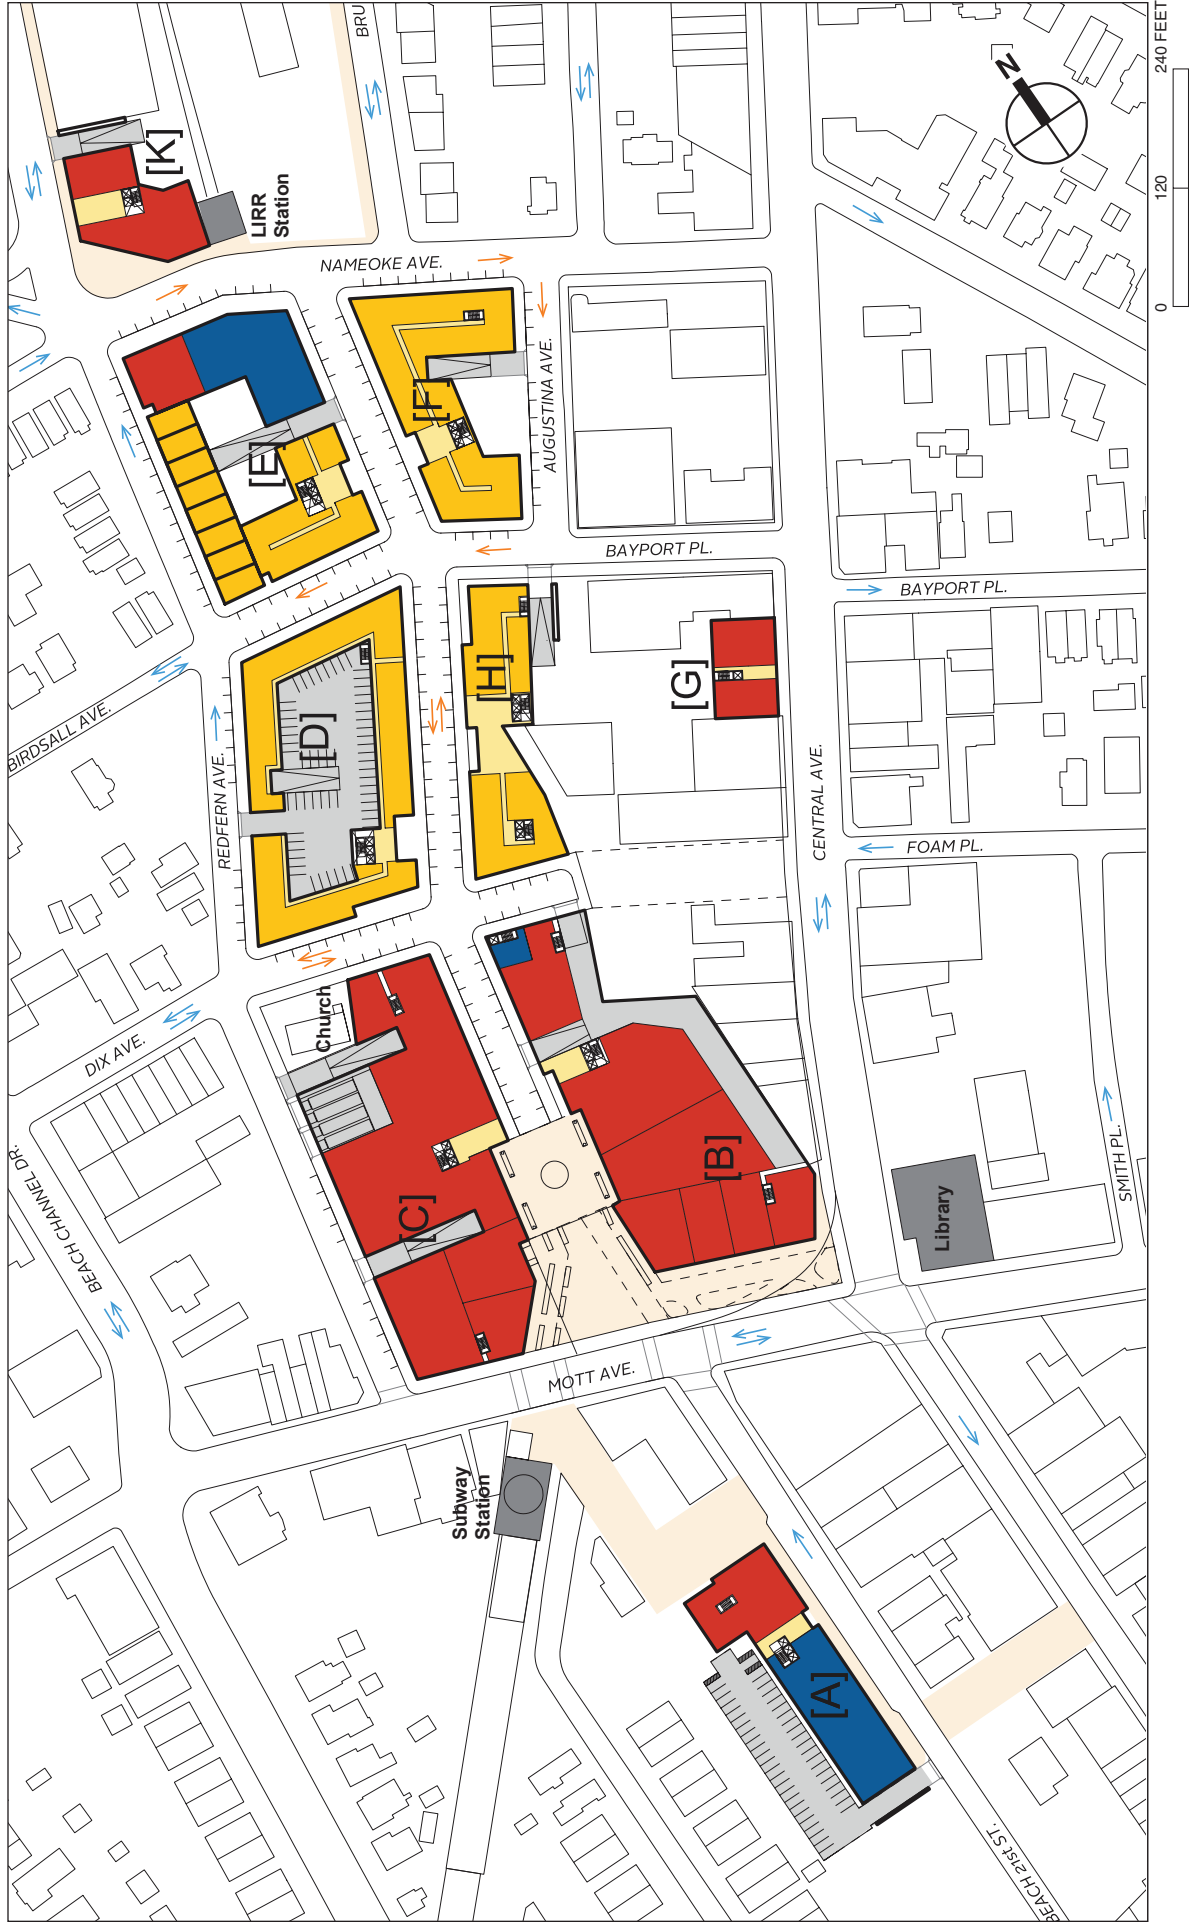 BRU
240 FEET
120
0
N
[K]
LIRR
Station
NAMEOKE AVE.
[F]
AUGUSTINA AVE.
[E]
BAYPORT PL.
BAYPORT PL.
[H]
[G]
BIRDSALL AVE.
[D]
REDFERN AVE.
CENTRAL AVE.
FOAM PL.
Church
DIX AVE.
BEACH CHANNEL DR.
[B]
[C]
SMITH PL.
Library
MOTT AVE.
Subway
Station
[A]
BEACH 21st ST.